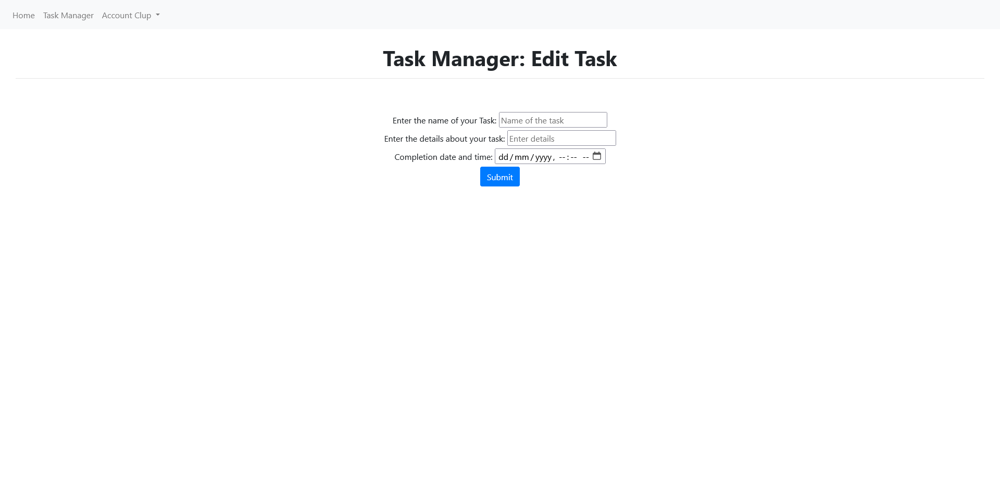 Home Task Manager Account Clup
Task Manager: Edit Task
Enter the name of your Task: Name of the task
Enter the details about your task: Enter details
Completion date and time: dd/mm/yyyy, --:-- --
Submit